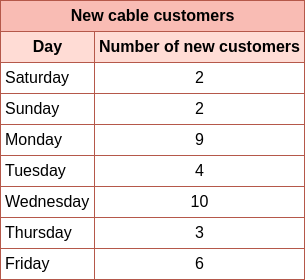 New cable customers
Day Number of new customers
Saturday 2
Sunday 2
Monday 9
Tuesday 4
Wednesday 10
Thursday 3
Friday 6